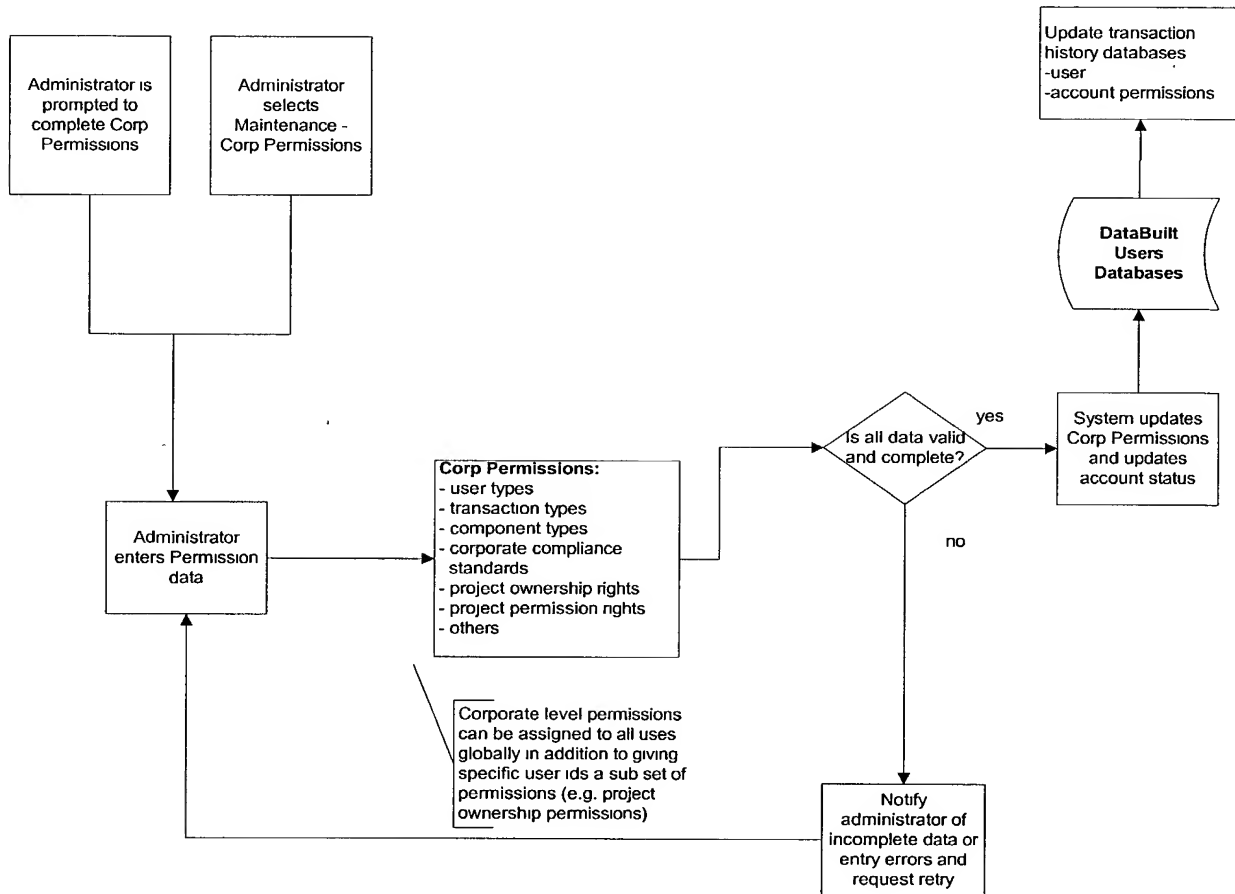 Administrator is
prompted to
complete Corp
Permissions
Administrator
selects
Maintenance -
Corp Permissions
Update transaction
history databases
-user
-account permissions
DataBuilt
Users
Databases
Administrator
enters Permission
data
Corp Permissions:
- user types
- transaction types
- component types
- corporate compliance
standards
- project ownership rights
- project permission rights
- others
Is all data valid
and complete?
yes
no
System updates
Corp Permissions
and updates
account status
Corporate level permissions
can be assigned to all uses
globally in addition to giving
specific user ids a sub set of
permissions (e.g. project
ownership permissions)
Notify
administrator of
incomplete data or
entry errors and
request retry